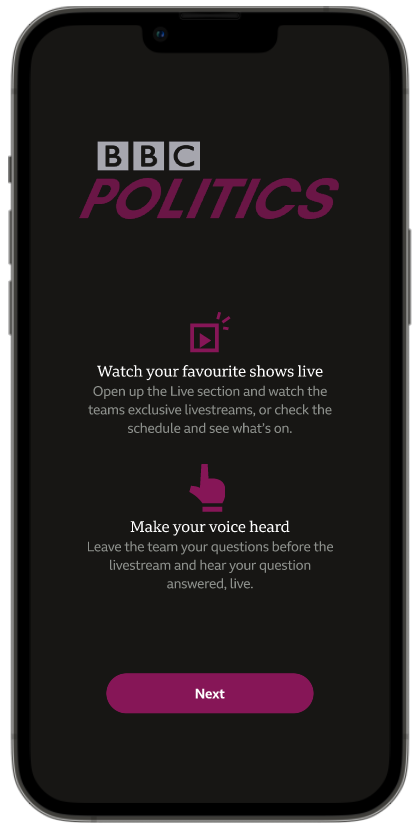 BBC
POLITICS
Watch your favourite shows live
Open up the Live section and watch the
teams exclusive livestreams, or check the
schedule and see what's on.
Make your voice heard
Leave the team your questions before the
livestream and hear your question
answered, live.
Next